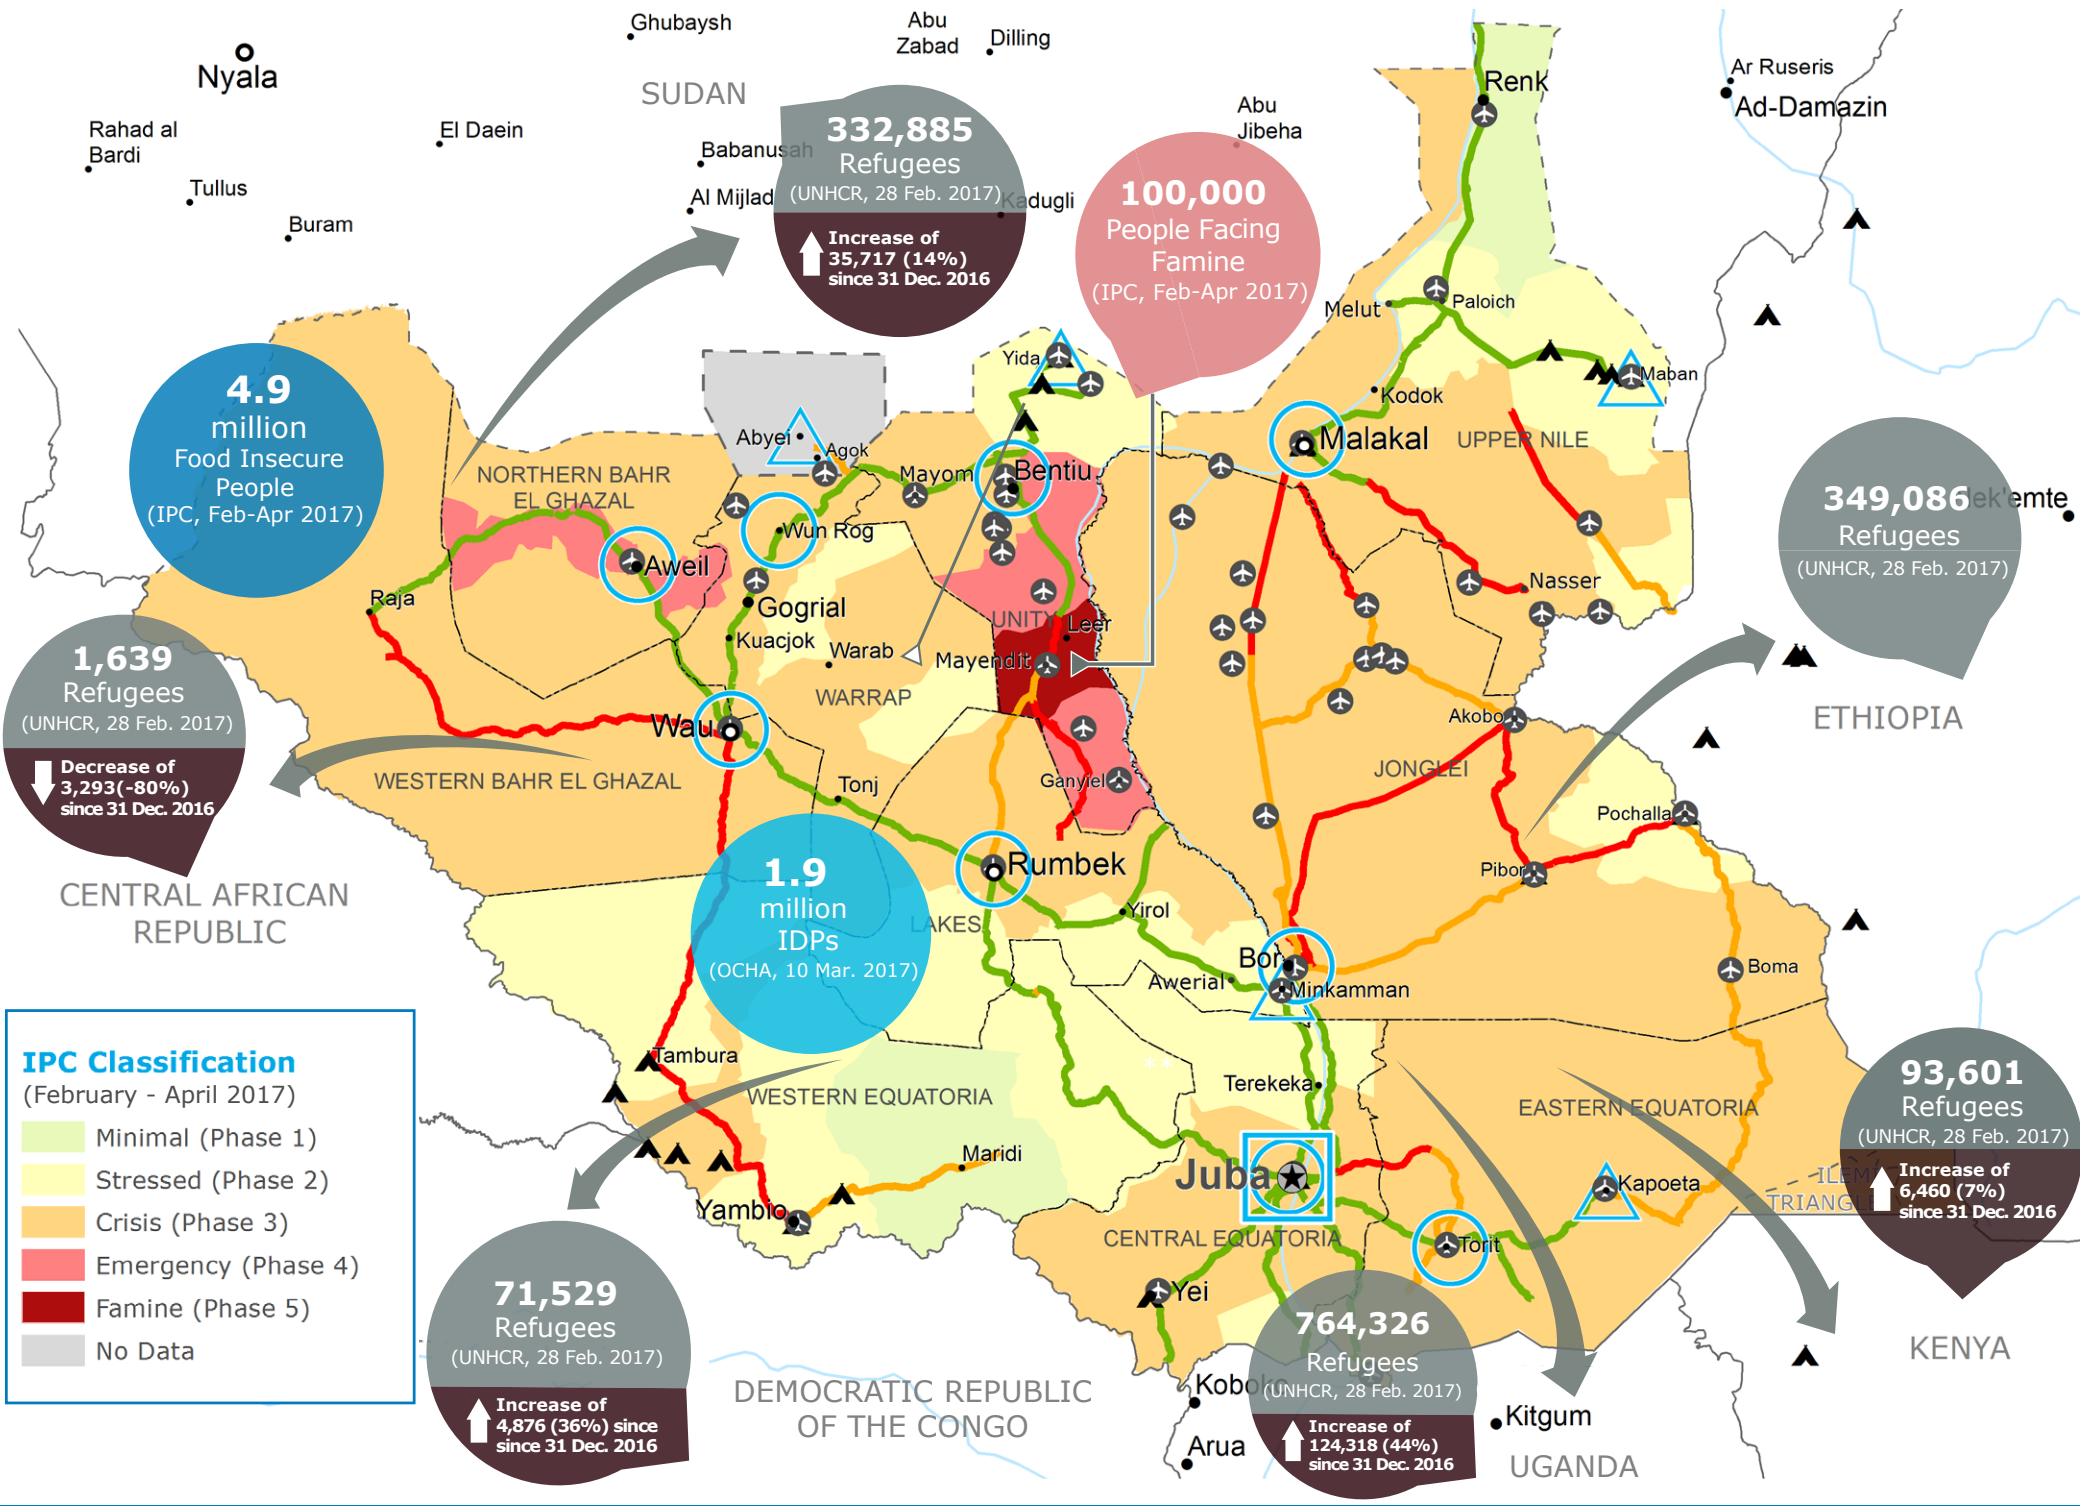 Ghubaysh
Abu
Zabad
Dilling
Nyala
SUDAN
Renk
Ar Ruseris
Ad-Damazin
Rahad al
Bardi
El Daein
Babanusah
332,885
Refugees
(UNHCR, 28 Feb. 2017)
Increase of
35,717 (14%)
since 31 Dec. 2016
Abu
Jibeha
Tullus
Al Mijlad
Kadugli
Buram
100,000
People Facing
Famine
(IPC, Feb-Apr 2017)
Melut
Paloich
4.9
million
Food Insecure
People
(IPC, Feb-Apr 2017)
Yida
Maban
Kodok
Abyei
Agok
Malakal
UPPER NILE
NORTHERN BAHR
EL GHAZAL
Mayom
Bentiu
349,086
Refugees
(UNHCR, 28 Feb. 2017)
lek'emte
Wun Rog
Aweil
Nasser
Raja
Gogrial
Kuacjok
Warab
UNITY
Leer
Mayendit
1,639
Refugees
(UNHCR, 28 Feb. 2017)
Decrease of
3,293(-80%)
since 31 Dec. 2016
WARRAP
Wau
Akobo
ETHIOPIA
WESTERN BAHR EL GHAZAL
Tonj
Ganyiel
JONGLEI
Pochalla
CENTRAL AFRICAN
REPUBLIC
1.9
million
IDPs
(OCHA, 10 Mar. 2017)
Rumbek
Pibor
LAKES
Yirol
Bor
Awerial
Minkamman
Boma
IPC Classification
(February - April 2017)
Minimal (Phase 1)
Stressed (Phase 2)
Crisis (Phase 3)
Emergency (Phase 4)
Famine (Phase 5)
No Data
Tambura
**
Terekeka
WESTERN EQUATORIA
EASTERN EQUATORIA
93,601
Refugees
(UNHCR, 28 Feb. 2017)
Increase of
6,460 (7%)
since 31 Dec. 2016
ILEMI
TRIANGLE
Maridi
Juba
Kapoeta
Yambio
CENTRAL EQUATORIA
Torit
Yei
71,529
Refugees
(UNHCR, 28 Feb. 2017)
Increase of
4,876 (36%) since
since 31 Dec. 2016
764,326
Refugees
(UNHCR, 28 Feb. 2017)
Increase of
124,318 (44%)
since 31 Dec. 2016
KENYA
DEMOCRATIC REPUBLIC
OF THE CONGO
Koboko
Arua
Kitgum
UGANDA